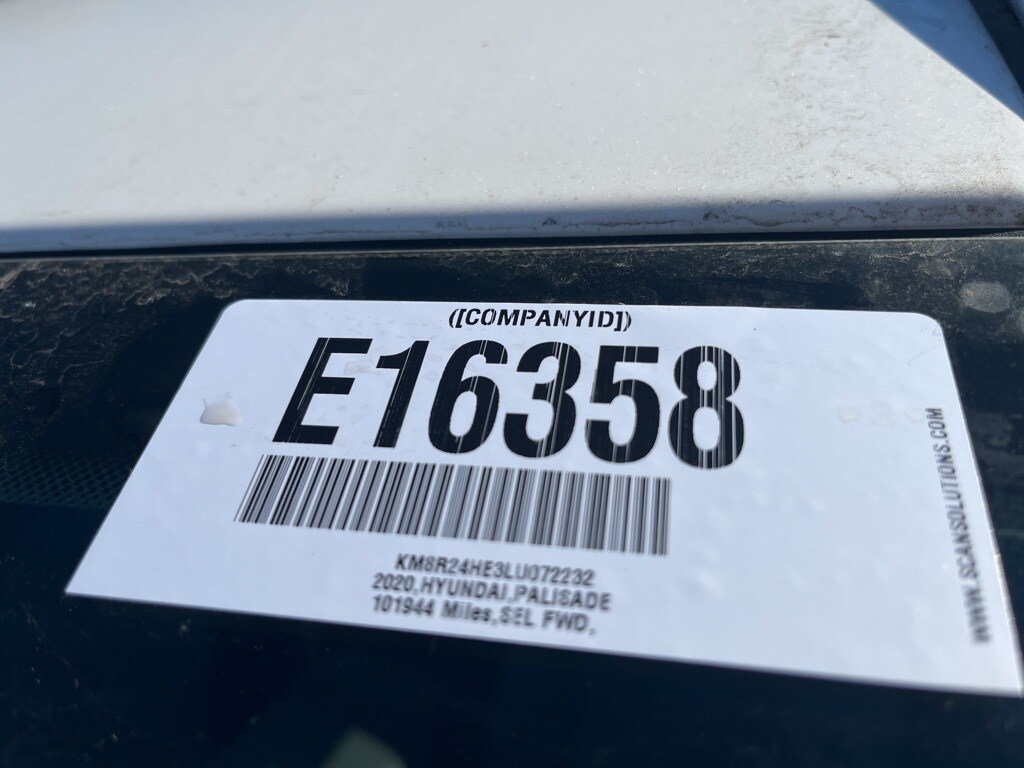 ([COMPANYID])
E16358
KM8R24HE3LU072232
2020,HYUNDAI,PALISADE
101944 Miles,SEL FWD,
WWW.SCANSOLUTIONS.COM